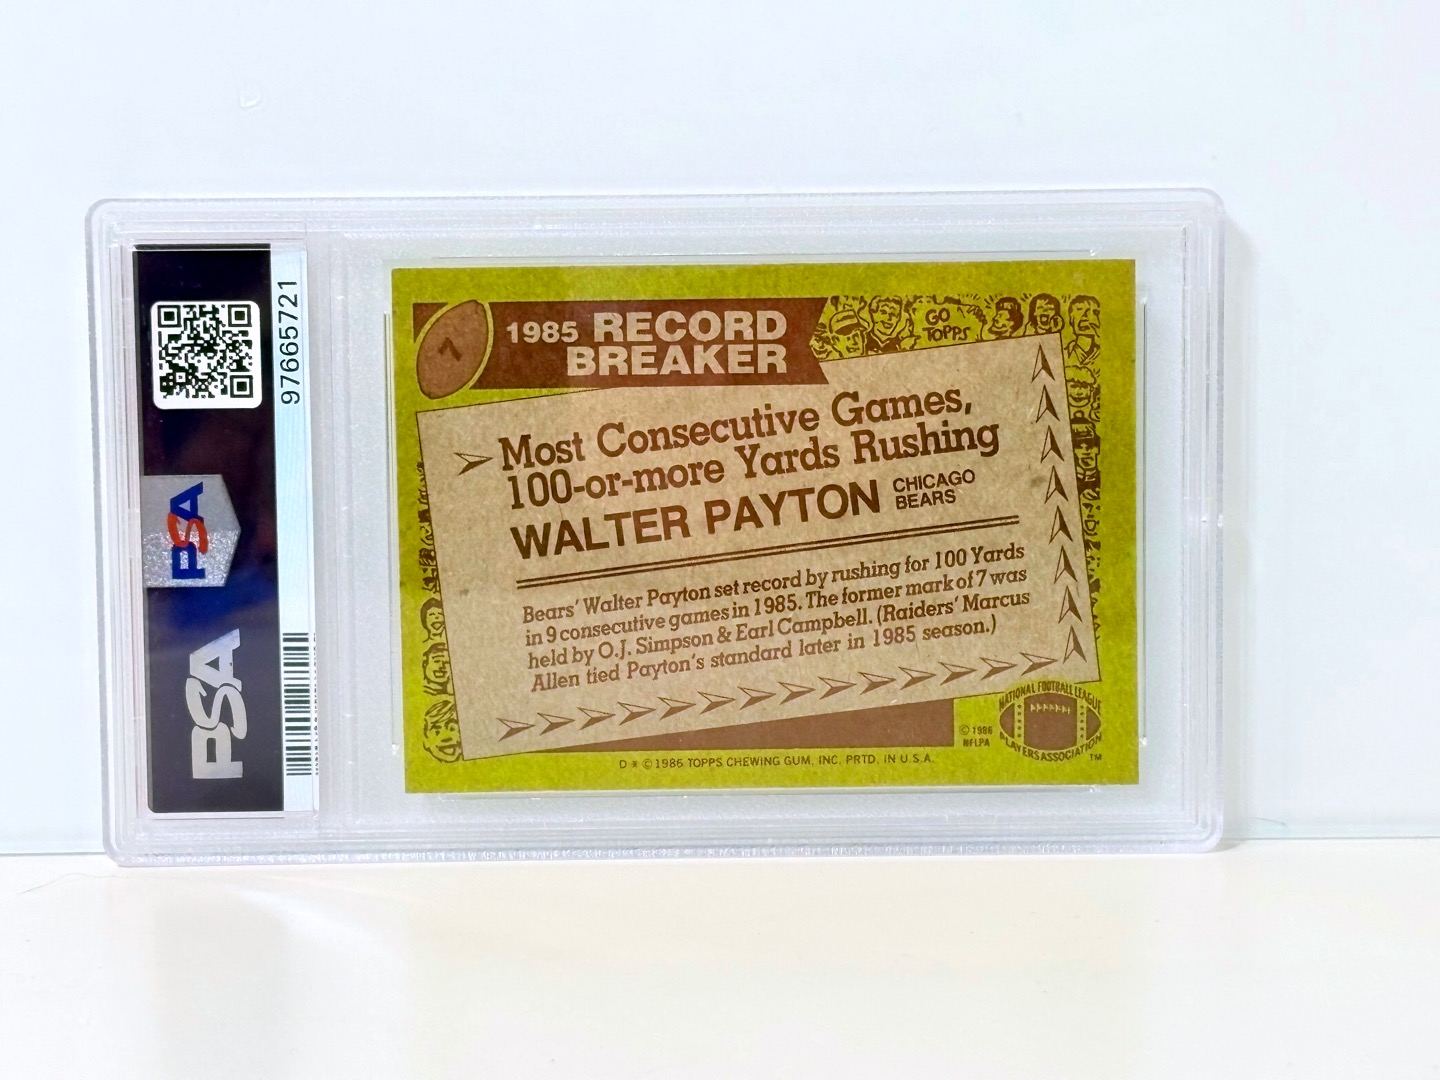 97665721
PSA
PSA
7
1985 RECORD
BREAKER
GO
TOPPS
Most Consecutive Games,
100-or-more Yards Rushing
WALTER PAYTON
CHICAGO
BEARS
Bears' Walter Payton set record by rushing for 100 Yards
in 9 consecutive games in 1985. The former mark of 7 was
held by O.J. Simpson & Earl Campbell. (Raiders' Marcus
Allen tied Payton's standard later in 1985 season.)
NATIONAL FOOTBALL LEAGUE
PLAYERS ASSOCIATION
TM
© 1986
NFLPA
D * © 1986 TOPPS CHEWING GUM, INC. PRTD. IN U.S.A.